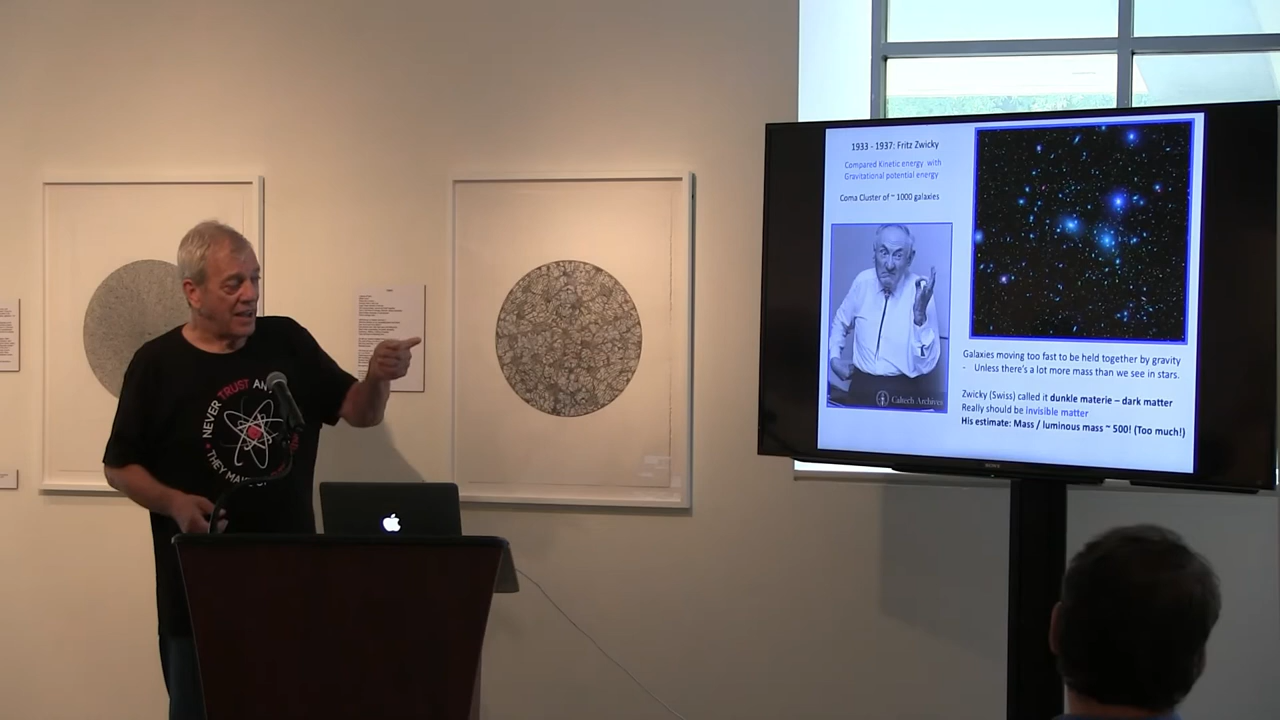 NEVER TRUST AN
THEY MAKE
1933 - 1937: Fritz Zwicky
Compared Kinetic energy with
Gravitational potential energy
Coma Cluster of ~ 1000 galaxies
Caltech Archives
Galaxies moving too fast to be held together by gravity
- Unless there's a lot more mass than we see in stars.
Zwicky (Swiss) called it dunkle materie – dark matter
Really should be invisible matter
His estimate: Mass / luminous mass ~ 500! (Too much!)
SONY